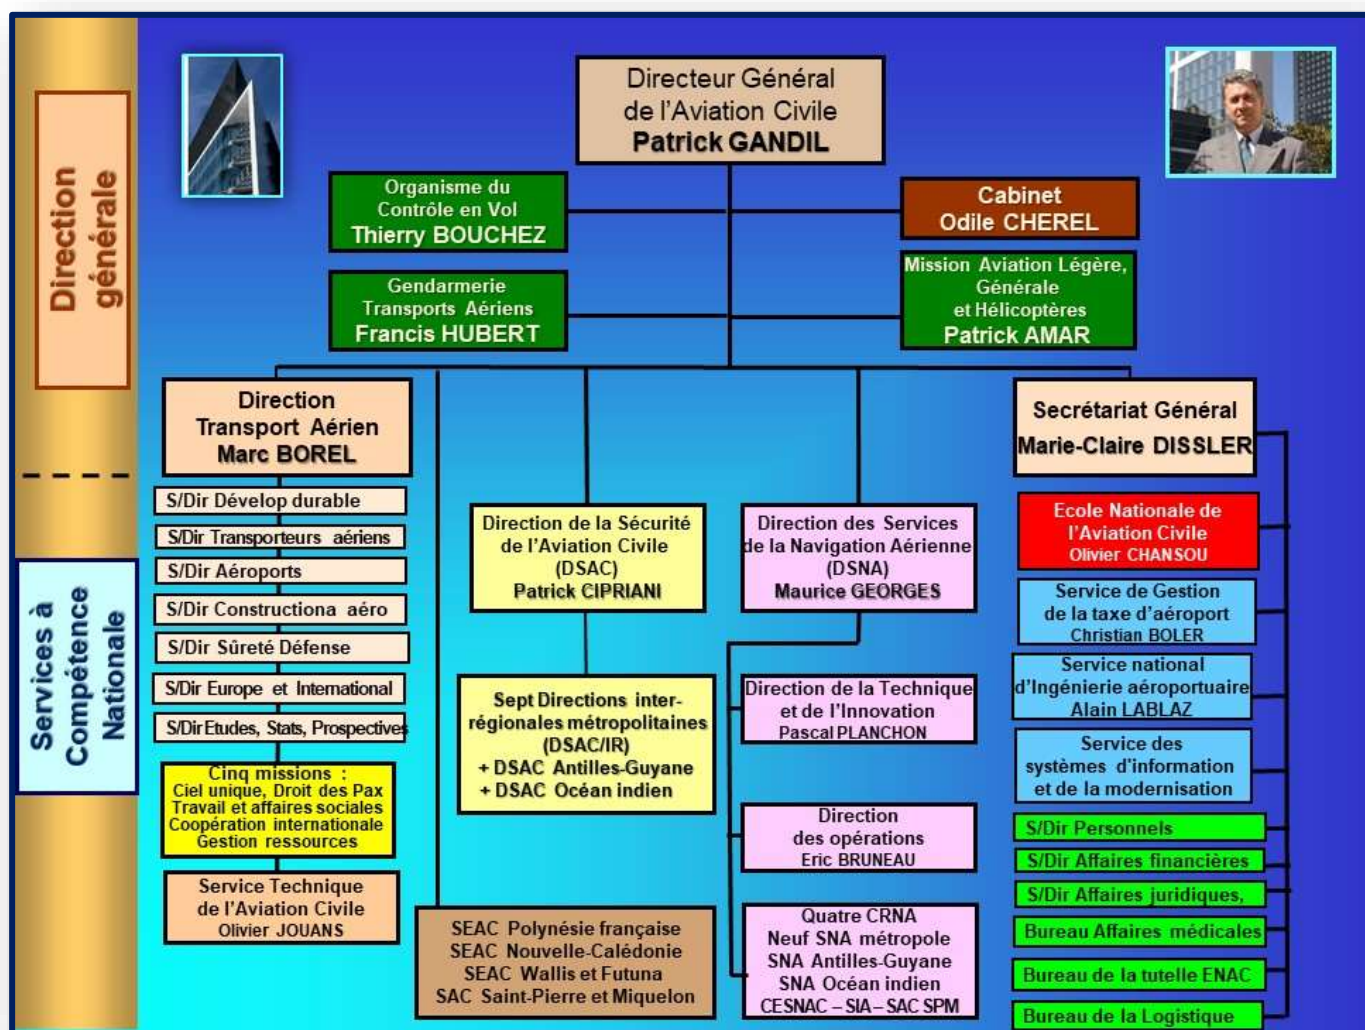 Direction
générale
Services à
Compétence
Nationale
Directeur Général
de l'Aviation Civile
Patrick GANDIL
Organisme du
Contrôle en Vol
Thierry BOUCHEZ
Cabinet
Odile CHEREL
Gendarmerie
Transports Aériens
Francis HUBERT
Mission Aviation Légère,
Générale
et Hélicoptères
Patrick AMAR
Direction
Transport Aérien
Marc BOREL
S/Dir Dévelop durable
S/Dir Transporteurs aériens
S/Dir Aéroports
S/Dir Constructiona aéro
S/Dir Sûreté Défense
S/Dir Europe et International
S/Dir Etudes, Stats, Prospectives
Cinq missions :
Ciel unique, Droit des Pax
Travail et affaires sociales
Coopération internationale
Gestion ressources
Service Technique
de l'Aviation Civile
Olivier JOUANS
SEAC Polynésie française
SEAC Nouvelle-Calédonie
SEAC Wallis et Futuna
SAC Saint-Pierre et Miquelon
Direction de la Sécurité
de l'Aviation Civile
(DSAC)
Patrick CIPRIANI
Sept Directions inter-
régionales métropolitaines
(DSAC/IR)
+ DSAC Antilles-Guyane
+ DSAC Océan indien
Direction des Services
de la Navigation Aérienne
(DSNA)
Maurice GEORGES
Direction de la Technique
et de l'Innovation
Pascal PLANCHON
Direction
des opérations
Eric BRUNEAU
Quatre CRNA
Neuf SNA métropole
SNA Antilles-Guyane
SNA Océan indien
CESNAC – SIA – SAC SPM
Secrétariat Général
Marie-Claire DISSLER
Ecole Nationale de
l'Aviation Civile
Olivier CHANSOU
Service de Gestion
de la taxe d'aéroport
Christian BOLER
Service national
d'Ingénierie aéroportuaire
Alain LABLAZ
Service des
systèmes d'information
et de la modernisation
S/Dir Personnels
S/Dir Affaires financières
S/Dir Affaires juridiques,
Bureau Affaires médicales
Bureau de la tutelle ENAC
Bureau de la Logistique